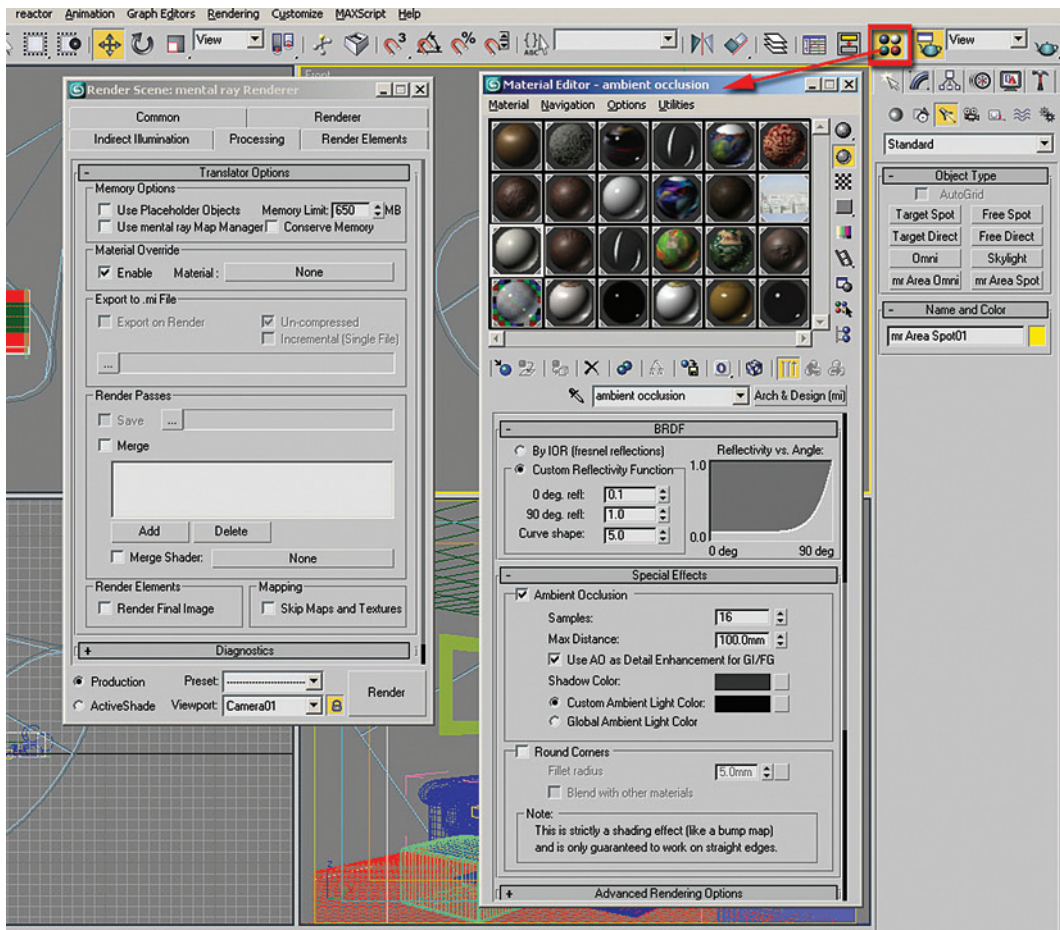 reactor Animation Graph Editors Rendering Customize MAXScript Help
View
3
%
ABC
View
Front
Render Scene: mental ray Renderer
Common
Renderer
Indirect Illumination
Processing
Render Elements
- Translator Options
Memory Options
Use Placeholder Objects
Memory Limit: 650 MB
Use mental ray Map Manager
Conserve Memory
Material Override
Enable
Material :
None
Export to .mi File
Export on Render
Un-compressed
Incremental (Single File)
...
Render Passes
Save
...
Merge
Add
Delete
Merge Shader:
None
Render Elements
Render Final Image
Mapping
Skip Maps and Textures
+ Diagnostics
Production
Preset: -----------------------
ActiveShade
Viewport: Camera01
Render
Material Editor - ambient occlusion
Material Navigation Options Utilities
ambient occlusion
Arch & Design (mi)
- BRDF
By IOR (fresnel reflections)
Custom Reflectivity Function
0 deg. refl: 0.1
90 deg. refl: 1.0
Curve shape: 5.0
Reflectivity vs. Angle:
1.0
0.0
0 deg
90 deg
- Special Effects
Ambient Occlusion
Samples: 16
Max Distance: 100.0mm
Use AO as Detail Enhancement for GI/FG
Shadow Color:
Custom Ambient Light Color:
Global Ambient Light Color
Round Corners
Fillet radius 5.0mm
Blend with other materials
Note:
This is strictly a shading effect (like a bump map)
and is only guaranteed to work on straight edges.
+ Advanced Rendering Options
Standard
- Object Type
AutoGrid
Target Spot
Free Spot
Target Direct
Free Direct
Omni
Skylight
mr Area Omni
mr Area Spot
- Name and Color
mr Area Spot01
z